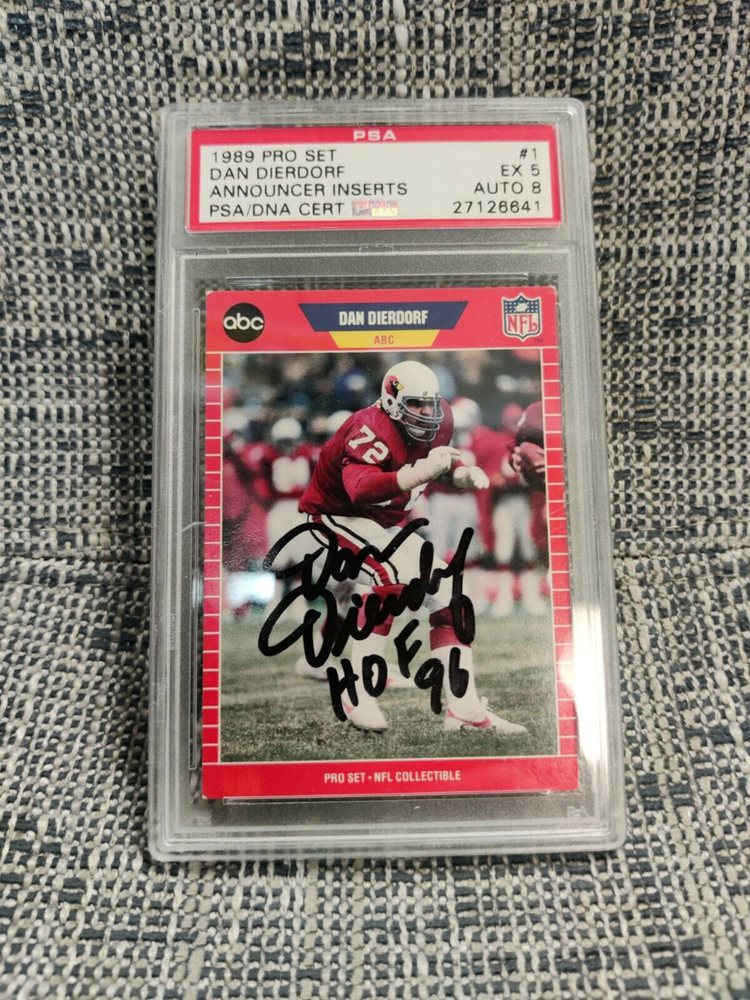 PSA
1989 PRO SET #1
DAN DIERDORF EX 5
ANNOUNCER INSERTS AUTO 8
PSA/DNA CERT 27126641
abc DAN DIERDORF NFL
ABC
72
Dan
Dierdorf
HOF 96
PRO SET • NFL COLLECTIBLE